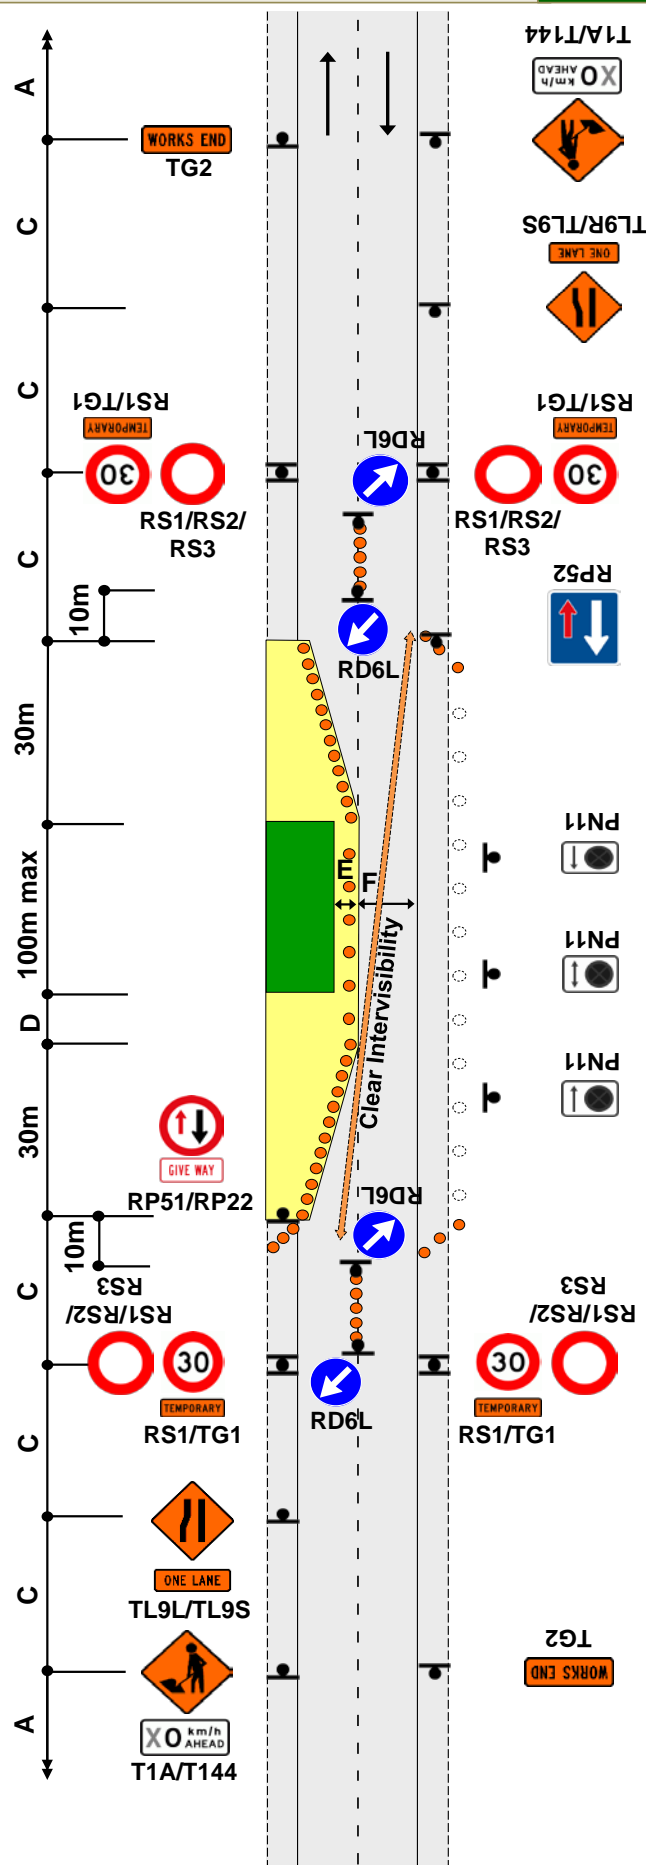 T1A/T144
X0 km/h
AHEAD
A
WORKS END
TG2
C
TL9R/TL9S
ONE LANE
C
RS1/TG1
TEMPORARY
30
RS1/RS2/
RS3
RD6L
RS1/TG1
TEMPORARY
30
RS1/RS2/
RS3
C
10m
RP52
RD6L
30m
PN11
E
F
100m max
PN11
Clear Intervisibility
D
PN11
30m
GIVE WAY
RP51/RP22
RD6L
10m
C
RS1/RS2/
RS3
30
TEMPORARY
RS1/TG1
RS1/RS2/
RS3
30
TEMPORARY
RS1/TG1
RD6L
C
ONE LANE
TL9L/TL9S
C
TG2
WORKS END
A
X0 km/h
AHEAD
T1A/T144